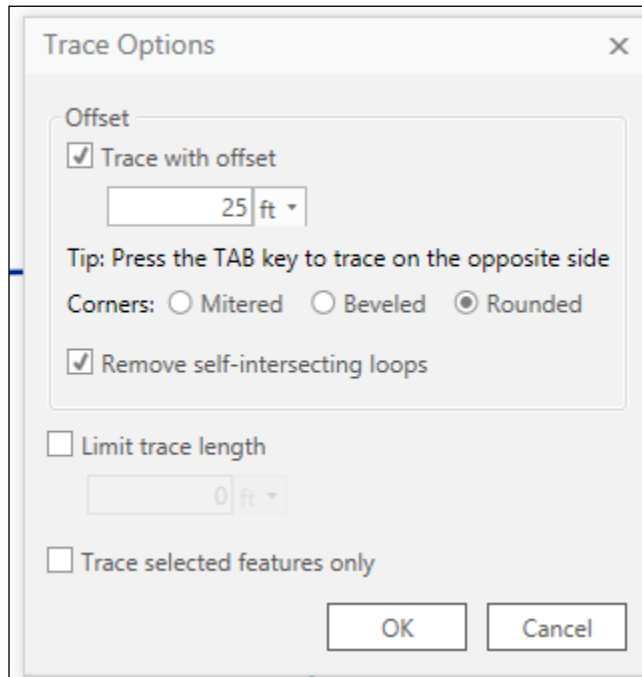 Trace Options
Offset
Trace with offset
25 ft
Tip: Press the TAB key to trace on the opposite side
Corners: Mitered Beveled Rounded
Remove self-intersecting loops
Limit trace length
0 ft
Trace selected features only
OK Cancel